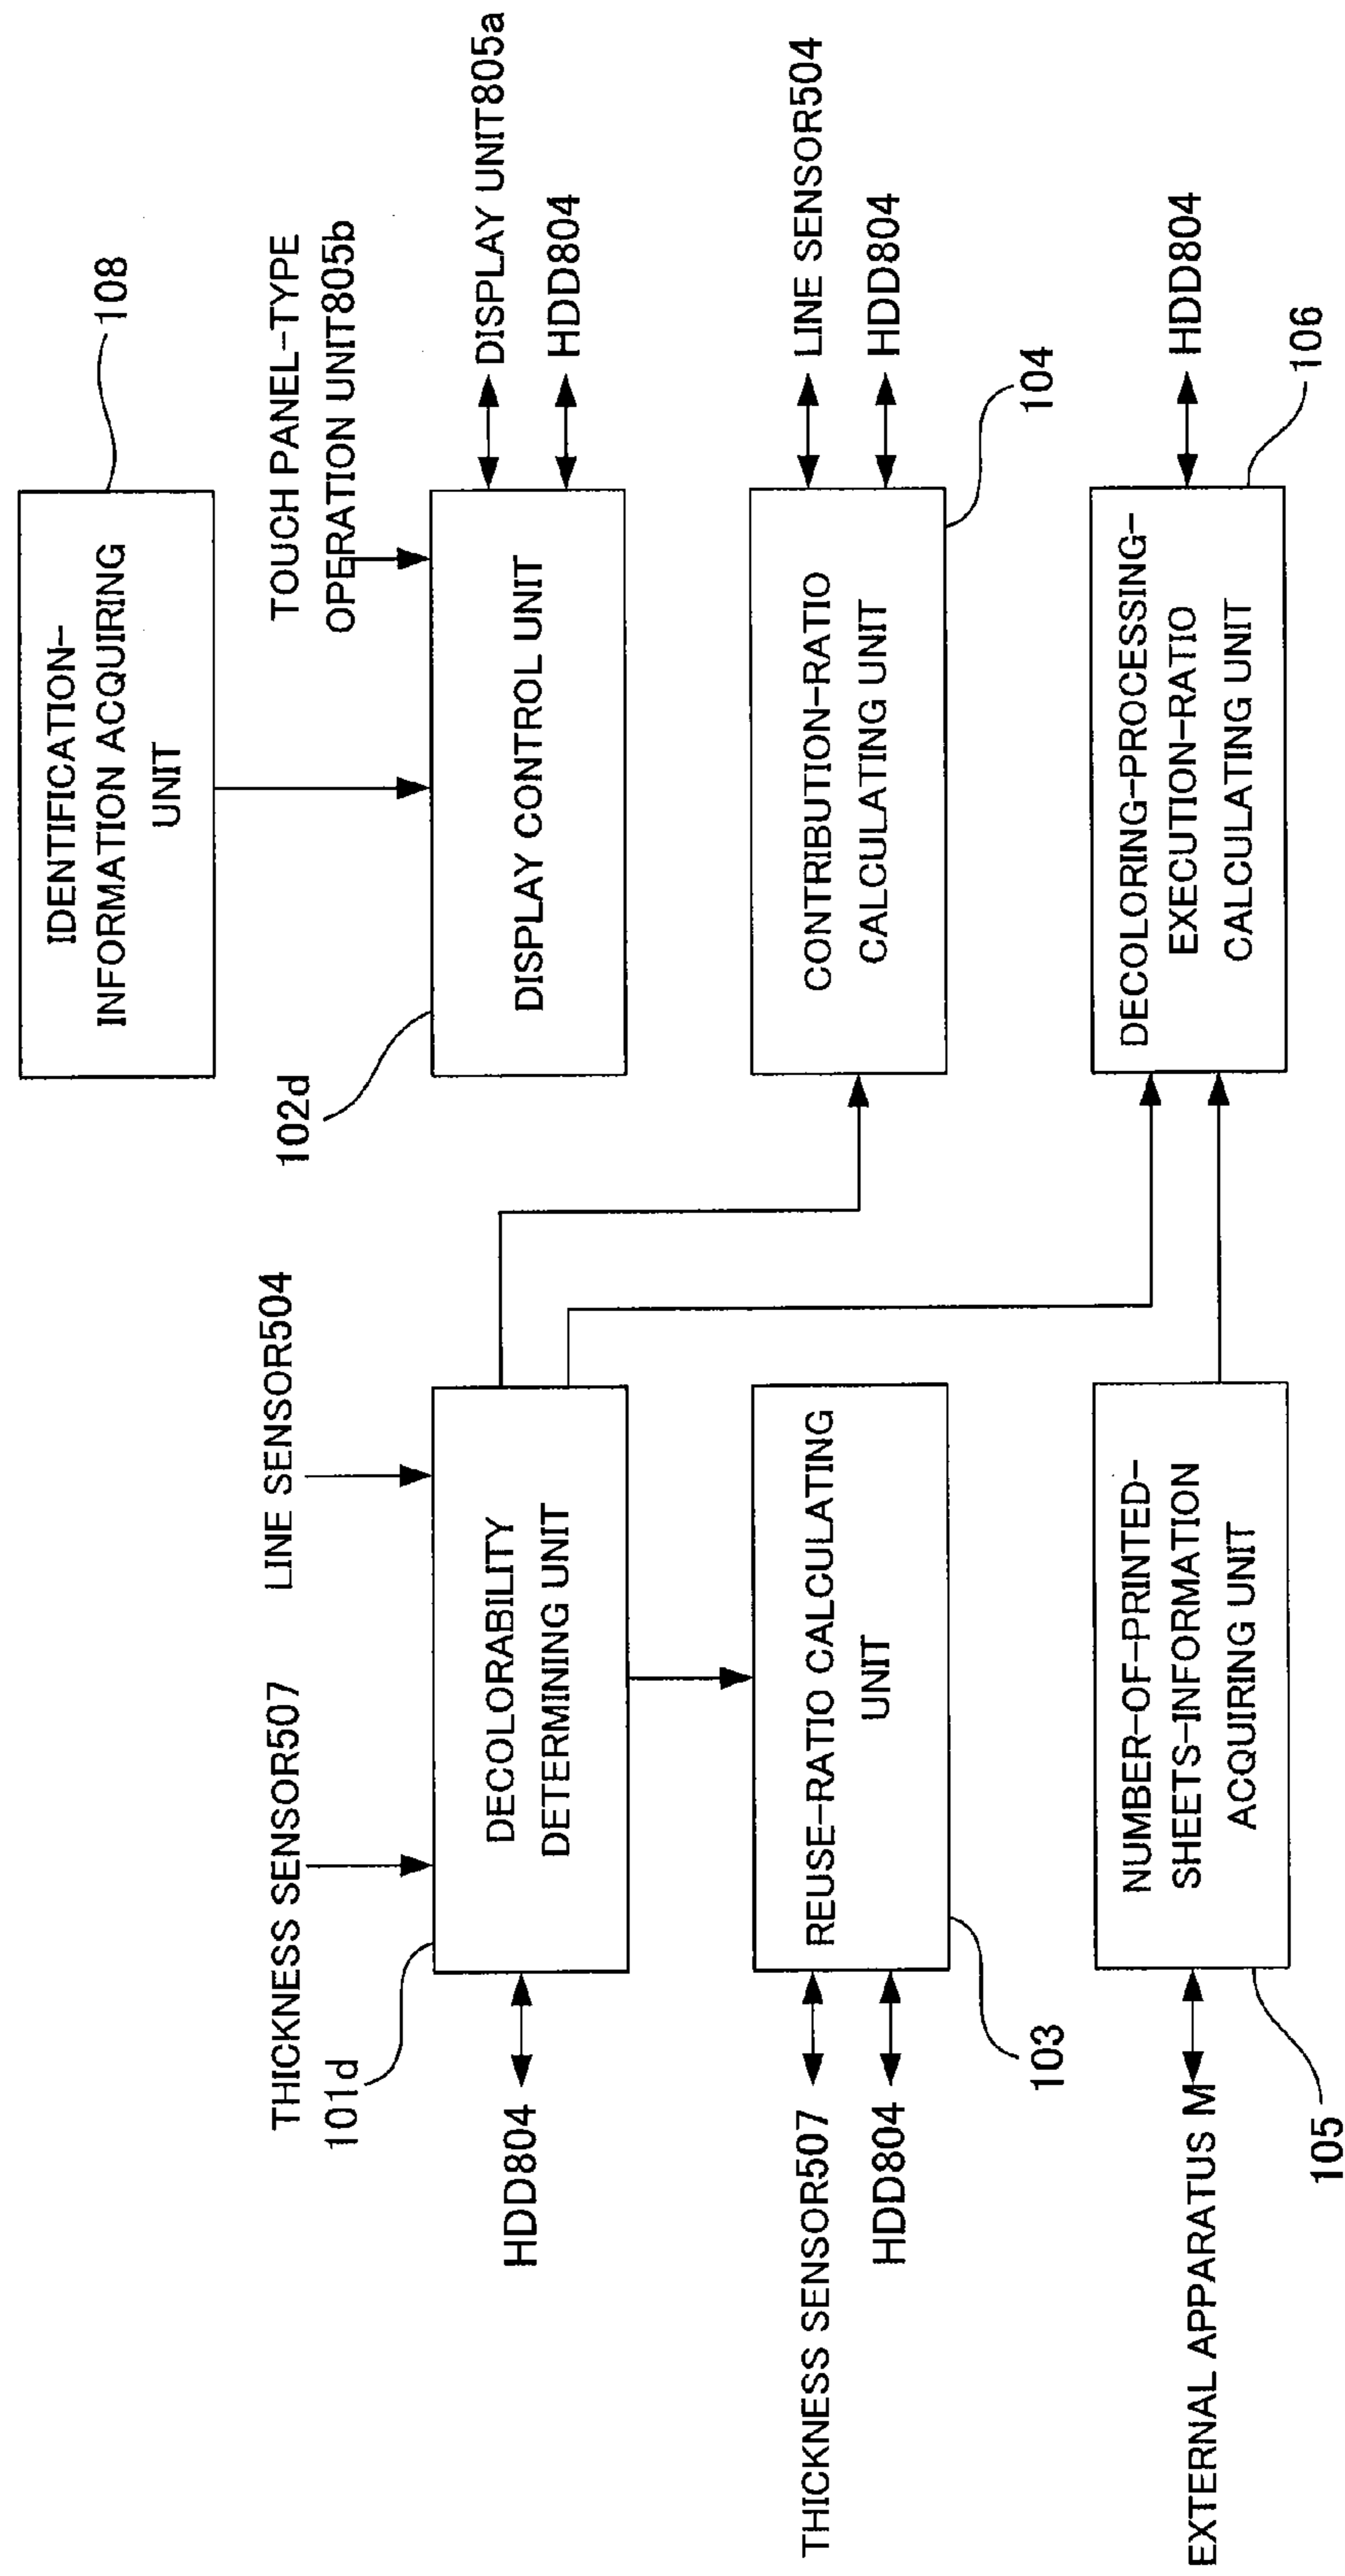 THICKNESS SENSOR507
LINE SENSOR504
101d
HDD804
DECOLORABILITY
DETERMINING UNIT
THICKNESS SENSOR507
HDD804
REUSE-RATIO CALCULATING
UNIT
103
EXTERNAL APPARATUS M
NUMBER-OF-PRINTED-
SHEETS-INFORMATION
ACQUIRING UNIT
105
IDENTIFICATION-
INFORMATION ACQUIRING
UNIT
108
TOUCH PANEL-TYPE
OPERATION UNIT805b
102d
DISPLAY CONTROL UNIT
DISPLAY UNIT805a
HDD804
CONTRIBUTION-RATIO
CALCULATING UNIT
LINE SENSOR504
HDD804
104
DECOLORING-PROCESSING-
EXECUTION-RATIO
CALCULATING UNIT
HDD804
106